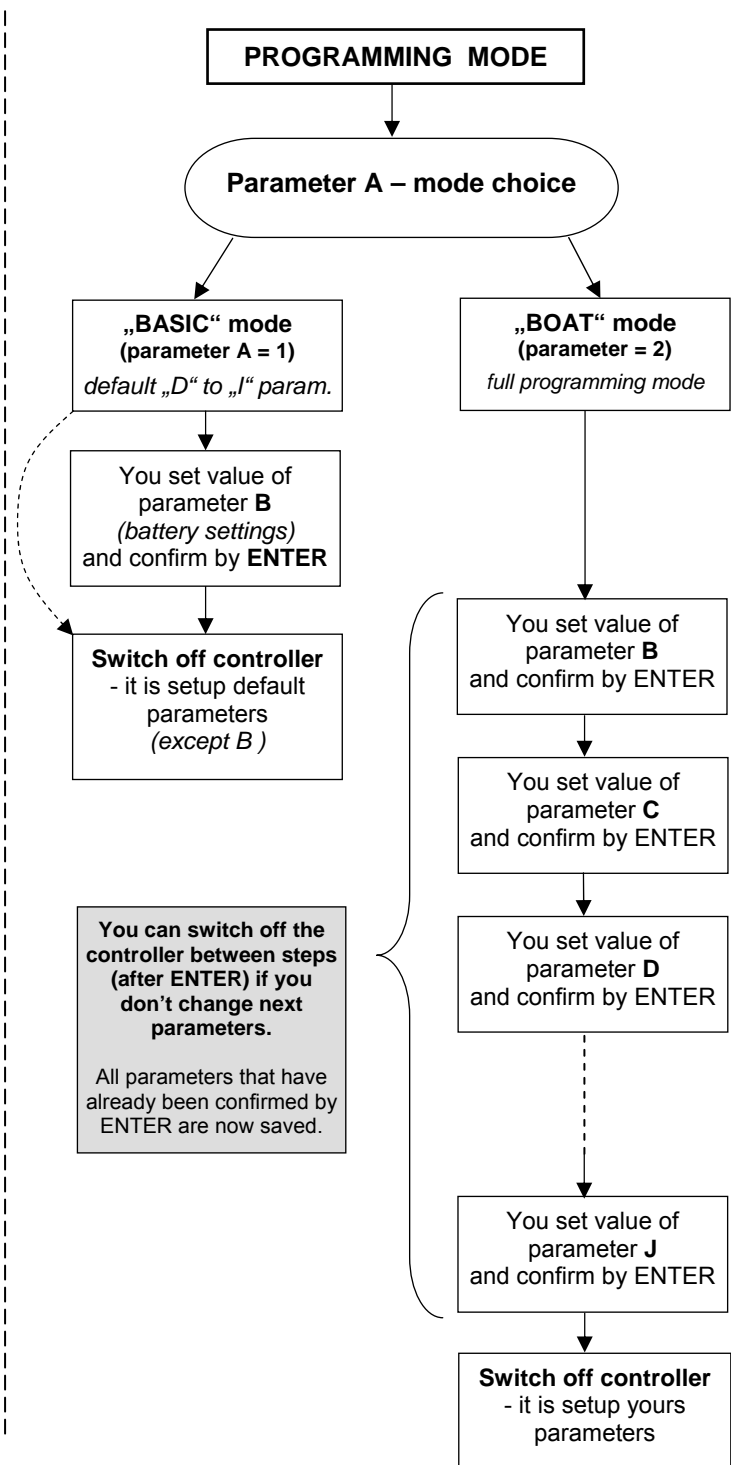 PROGRAMMING MODE
Parameter A – mode choice
„BASIC“ mode
(parameter A = 1)
default „D“ to „I“ param.
You set value of
parameter B
(battery settings)
and confirm by ENTER
Switch off controller
- it is setup default
parameters
(except B )
„BOAT“ mode
(parameter = 2)
full programming mode
You set value of
parameter B
and confirm by ENTER
You set value of
parameter C
and confirm by ENTER
You set value of
parameter D
and confirm by ENTER
You can switch off the
controller between steps
(after ENTER) if you
don't change next
parameters.
All parameters that have
already been confirmed by
ENTER are now saved.
You set value of
parameter J
and confirm by ENTER
Switch off controller
- it is setup yours
parameters